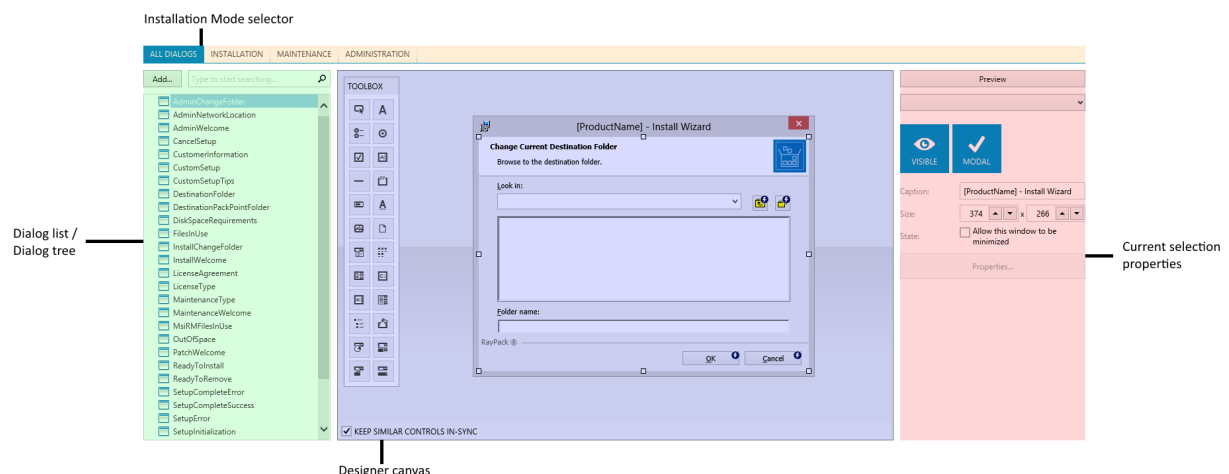 Installation Mode selector
ALL DIALOGS INSTALLATION MAINTENANCE ADMINISTRATION
Add... Type to start searching...
AdminChangeFolder
AdminNetworkLocation
AdminWelcome
CancelSetup
CustomerInformation
CustomSetup
CustomSetupTips
DestinationFolder
DestinationPackPointFolder
DiskSpaceRequirements
FilesInUse
InstallChangeFolder
InstallWelcome
LicenseAgreement
LicenseType
MaintenanceType
MaintenanceWelcome
MsiRMFilesInUse
OutOfSpace
PatchWelcome
ReadyToInstall
ReadyToRemove
SetupCompleteError
SetupCompleteSuccess
SetupError
SetupInitialization
Dialog list /
Dialog tree
TOOLBOX
[ProductName] - Install Wizard
Change Current Destination Folder
Browse to the destination folder.
Look in:
Folder name:
RayPack ®
OK Cancel
KEEP SIMILAR CONTROLS IN-SYNC
Designer canvas
Preview
VISIBLE MODAL
Caption: [ProductName] - Install Wizard
Size: 374 x 266
State: Allow this window to be
minimized
Properties...
Current selection
properties